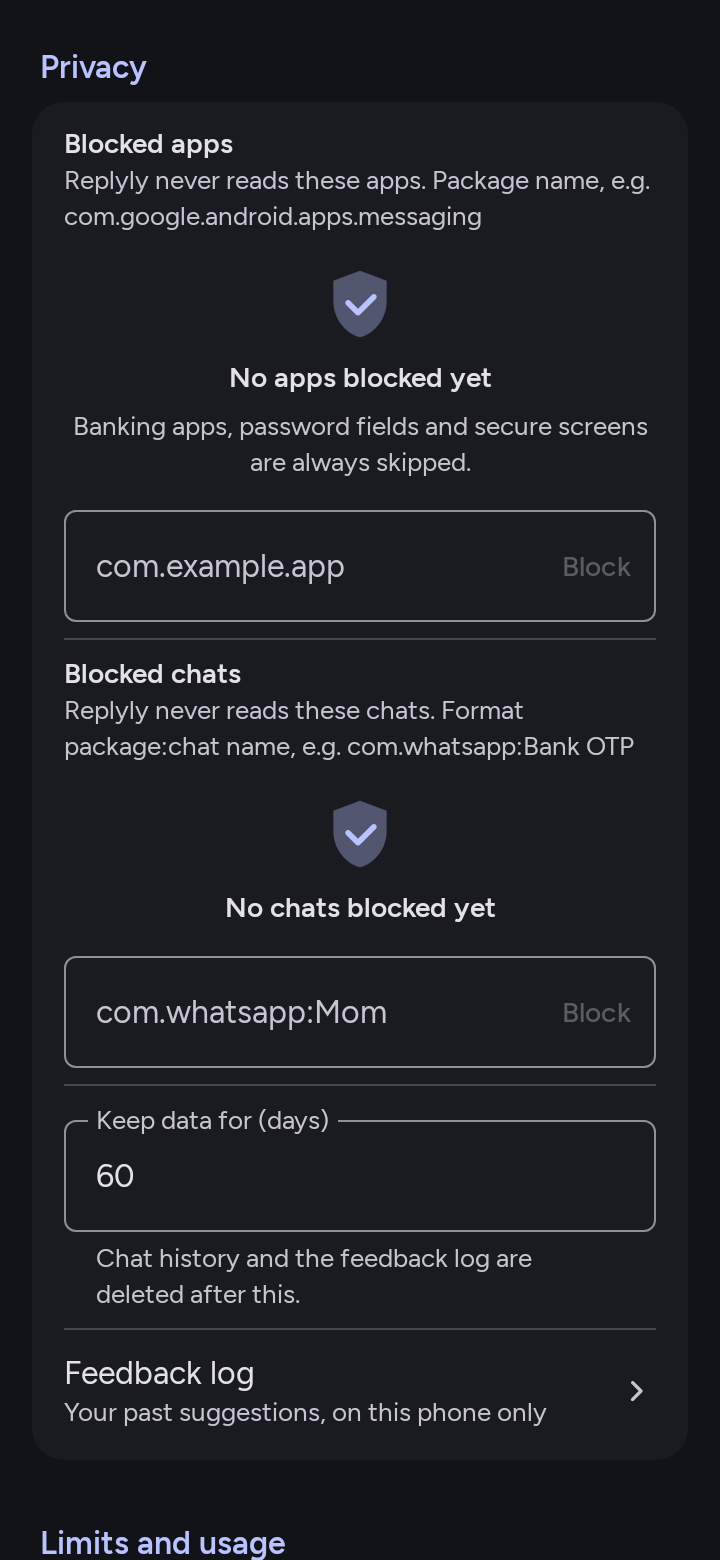 Privacy
Blocked apps
Replyly never reads these apps. Package name, e.g.
com.google.android.apps.messaging
No apps blocked yet
Banking apps, password fields and secure screens
are always skipped.
com.example.app
Block
Blocked chats
Replyly never reads these chats. Format
package:chat name, e.g. com.whatsapp:Bank OTP
No chats blocked yet
com.whatsapp:Mom
Block
Keep data for (days)
60
Chat history and the feedback log are
deleted after this.
Feedback log
Your past suggestions, on this phone only
Limits and usage